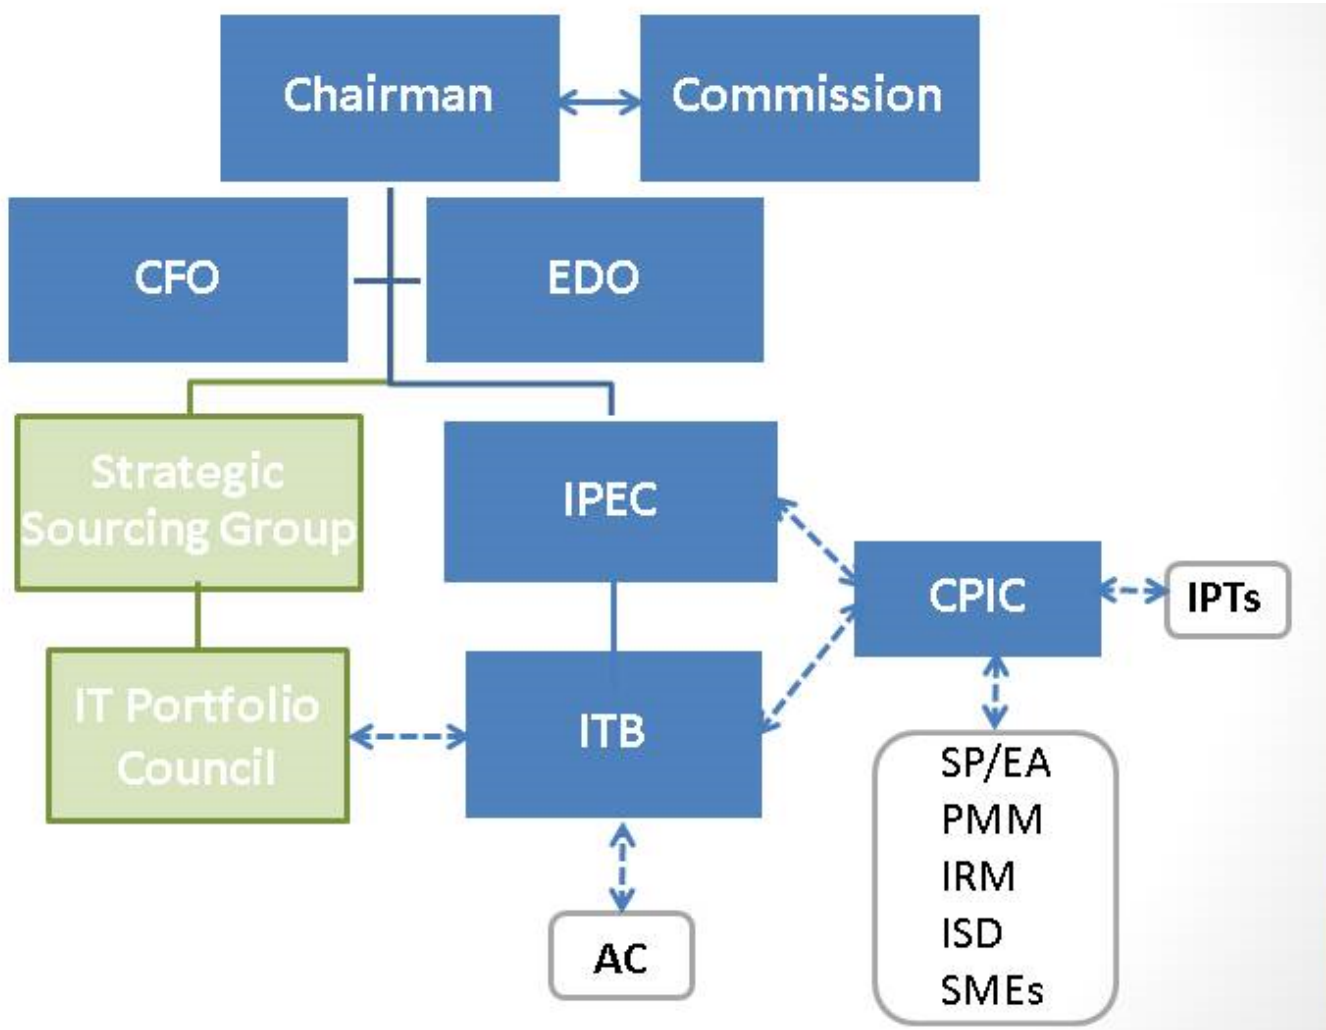 Chairman
Commission
CFO
EDO
Strategic
Sourcing Group
IPEC
CPIC
IPTs
IT Portfolio
Council
ITB
SP/EA
PMM
IRM
ISD
SMEs
AC